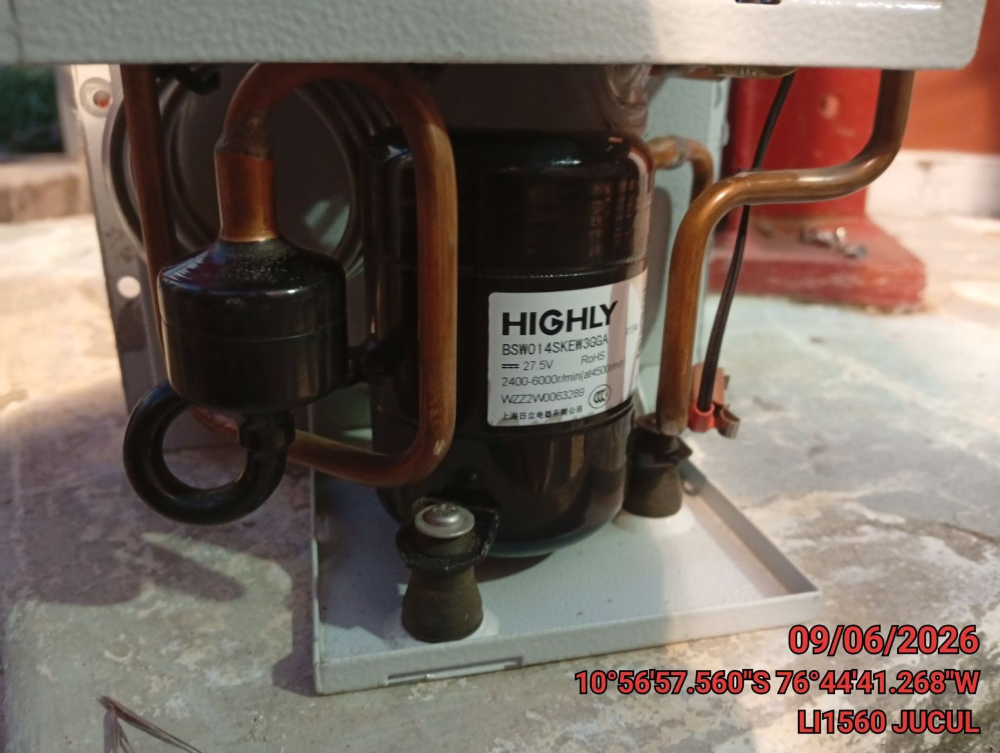 HIGHLY
BSW014SKEW3GGA
27.5V RoHS
2400-6000r/min(at4500r/min
WZZ2W0063289
上海日立电器有限公司
R134
09/06/2026
10°56'57.560"S 76°44'41.268"W
LI1560 JUCUL